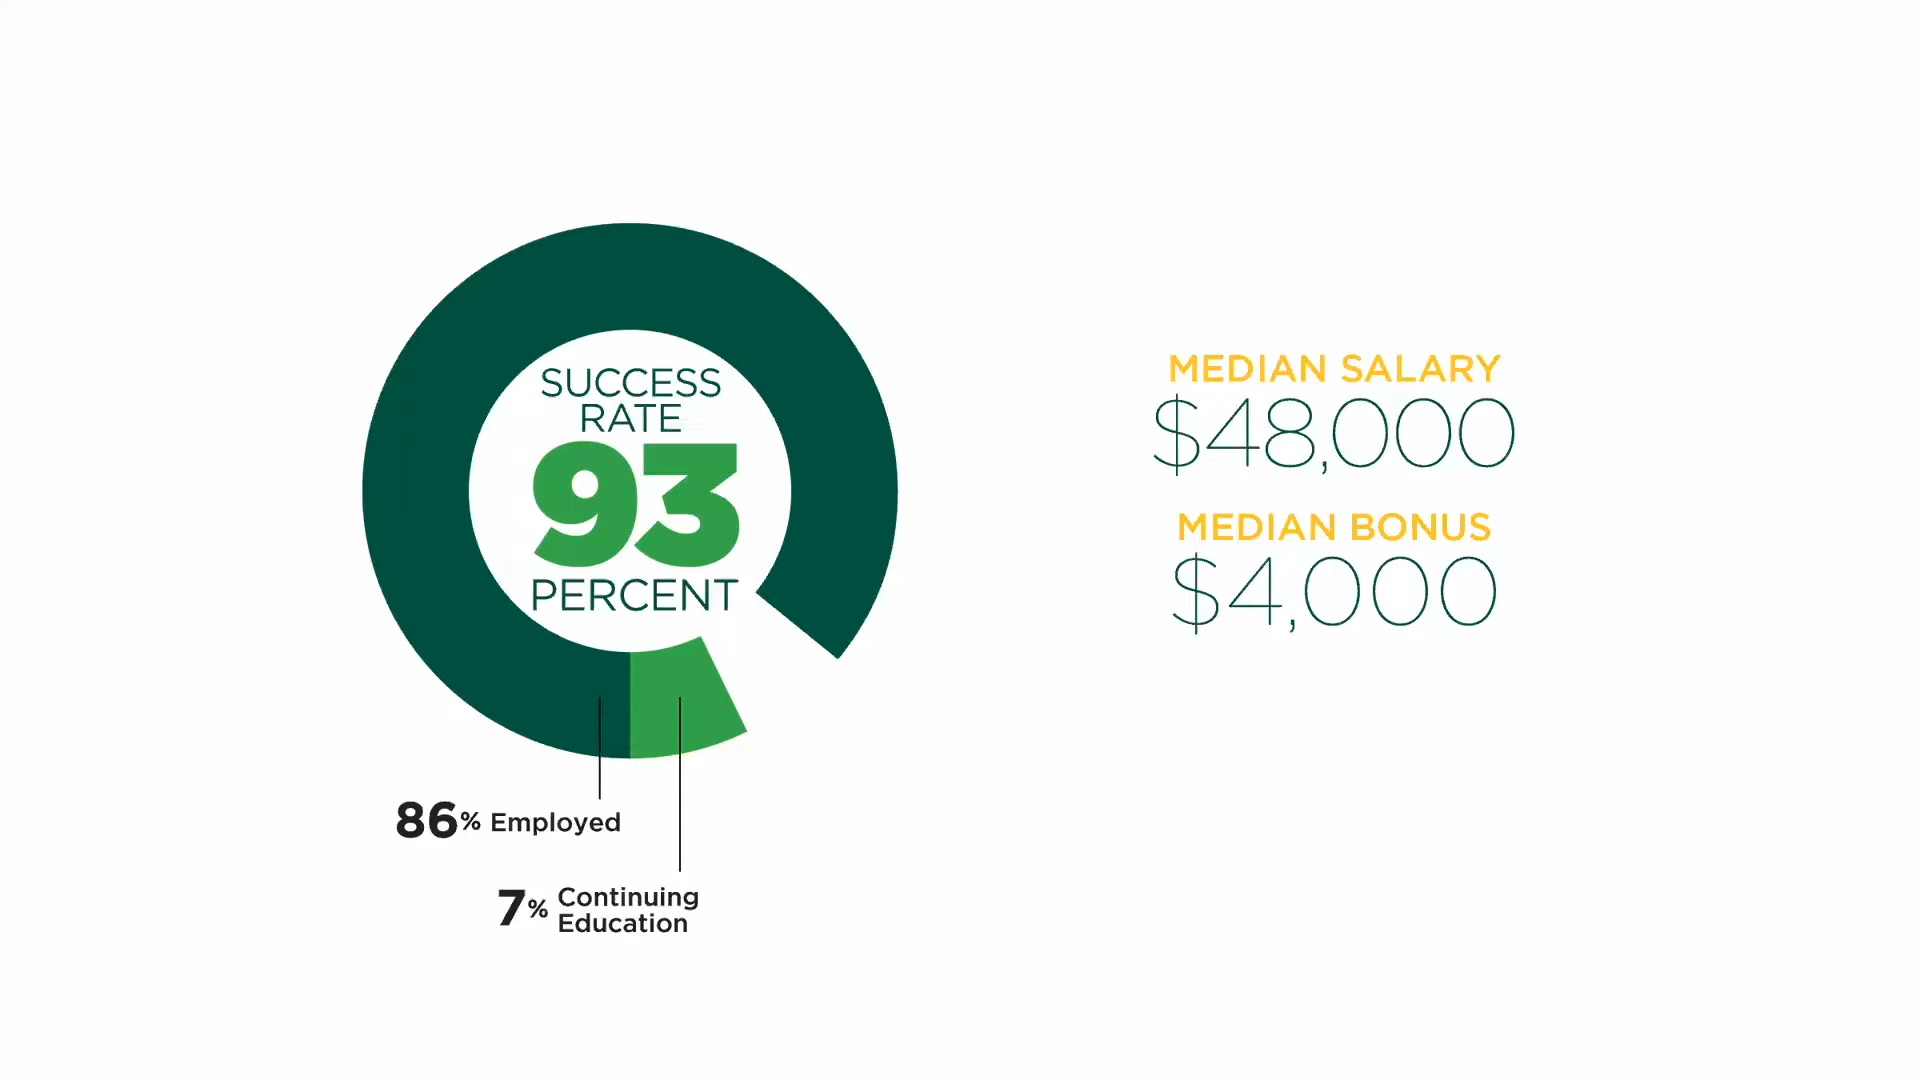 SUCCESS
RATE
93
PERCENT
86% Employed
7% Continuing
Education
MEDIAN SALARY
$48,000
MEDIAN BONUS
$4,000